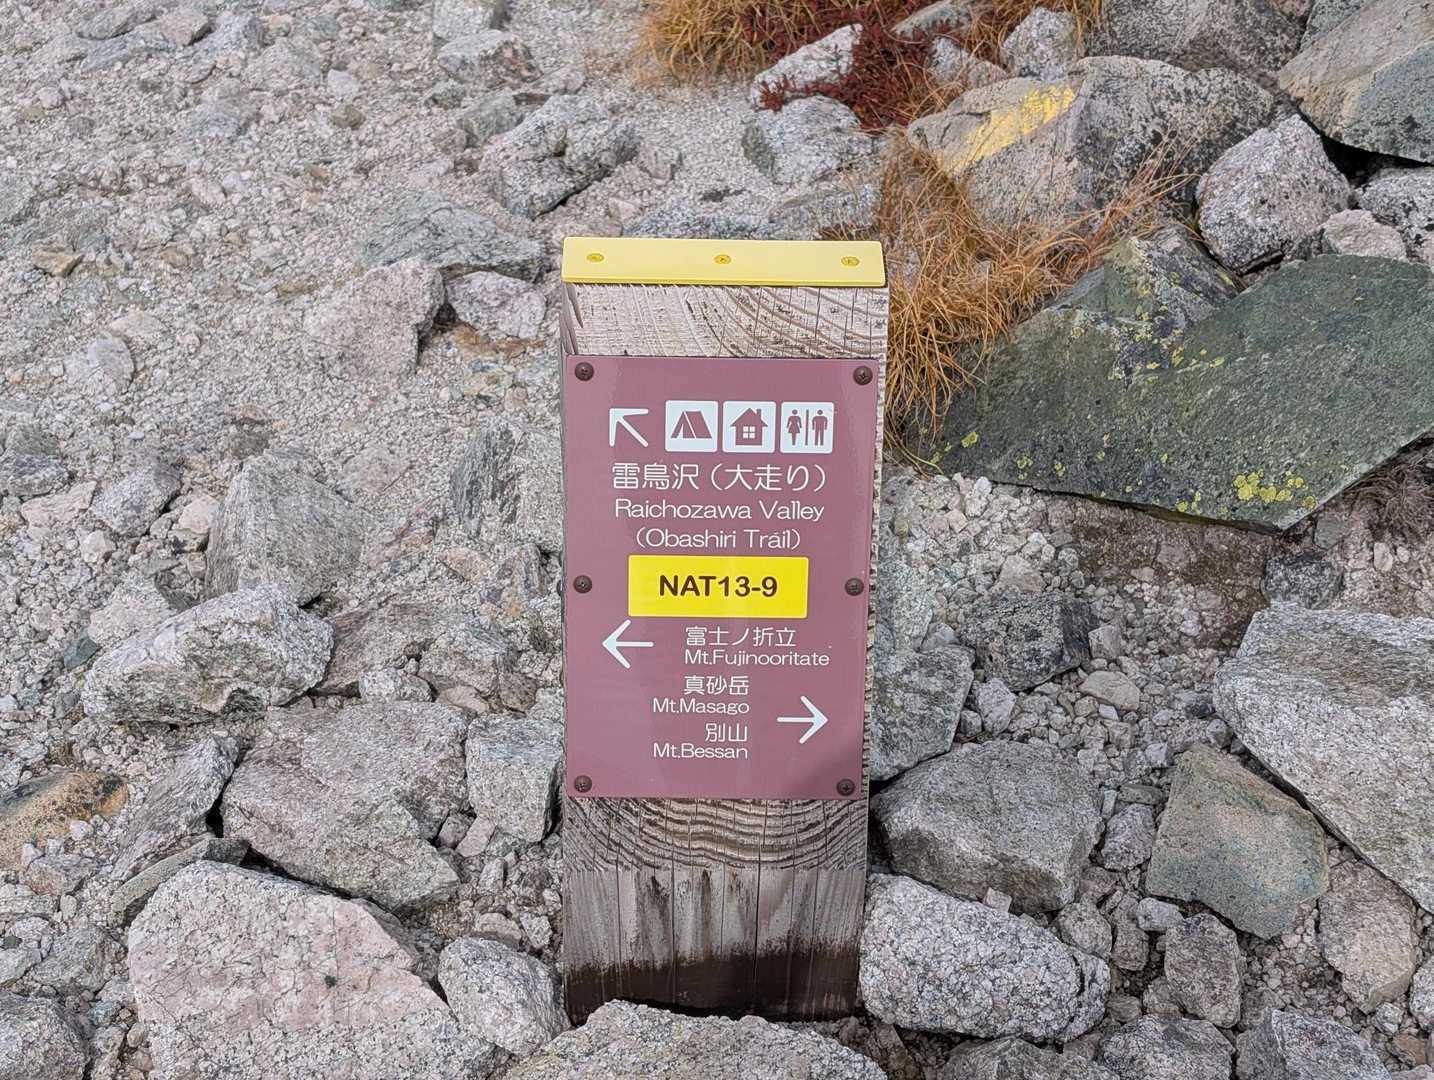 雷鳥沢（大走り）
Raichozawa Valley
(Obashiri Trail)
NAT13-9
富士ノ折立
Mt.Fujinooritate
真砂岳
Mt.Masago
別山
Mt.Bessan